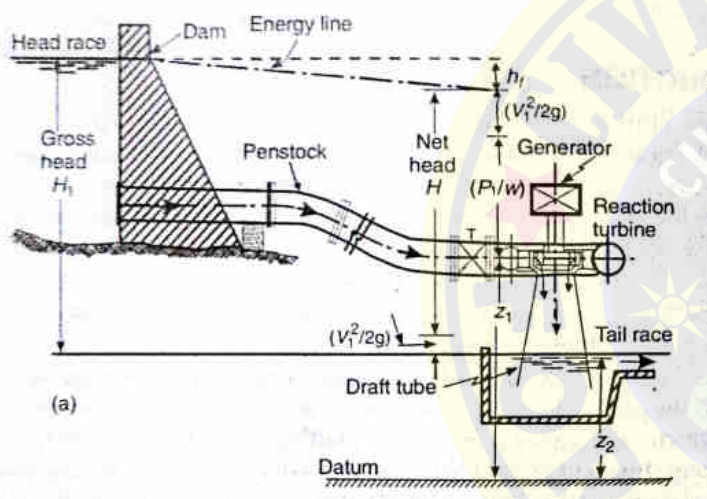 Head race
Dam
Energy line
h_f
(V₁²/2g)
Gross
head
H₁
Penstock
Net
head
H
(P₁/w)
Generator
Reaction
turbine
T
z₁
(V₁²/2g)
Tail race
Draft tube
(a)
z₂
Datum
CIVIL